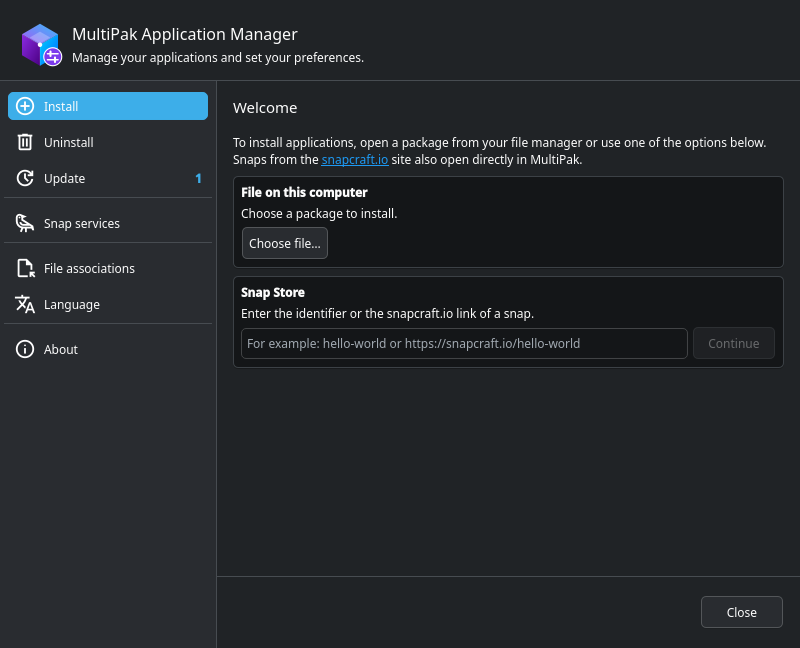 MultiPak Application Manager
Manage your applications and set your preferences.
Install
Uninstall
Update 1
Snap services
File associations
Language
About
Welcome
To install applications, open a package from your file manager or use one of the options below.
Snaps from the snapcraft.io site also open directly in MultiPak.
File on this computer
Choose a package to install.
Choose file...
Snap Store
Enter the identifier or the snapcraft.io link of a snap.
For example: hello-world or https://snapcraft.io/hello-world
Continue
Close